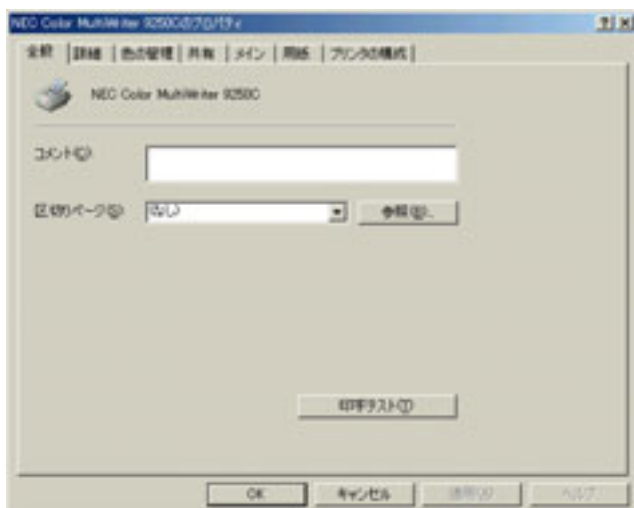 NEC Color MultiWriter 9250Cのプロパティ
全般 詳細 色の管理 共有 メイン 用紙 プリンタの構成
NEC Color MultiWriter 9250C
コメント(C):
区切りページ(S): (なし) 参照(B)...
印字テスト(T)
OK キャンセル 適用(A) ヘルプ